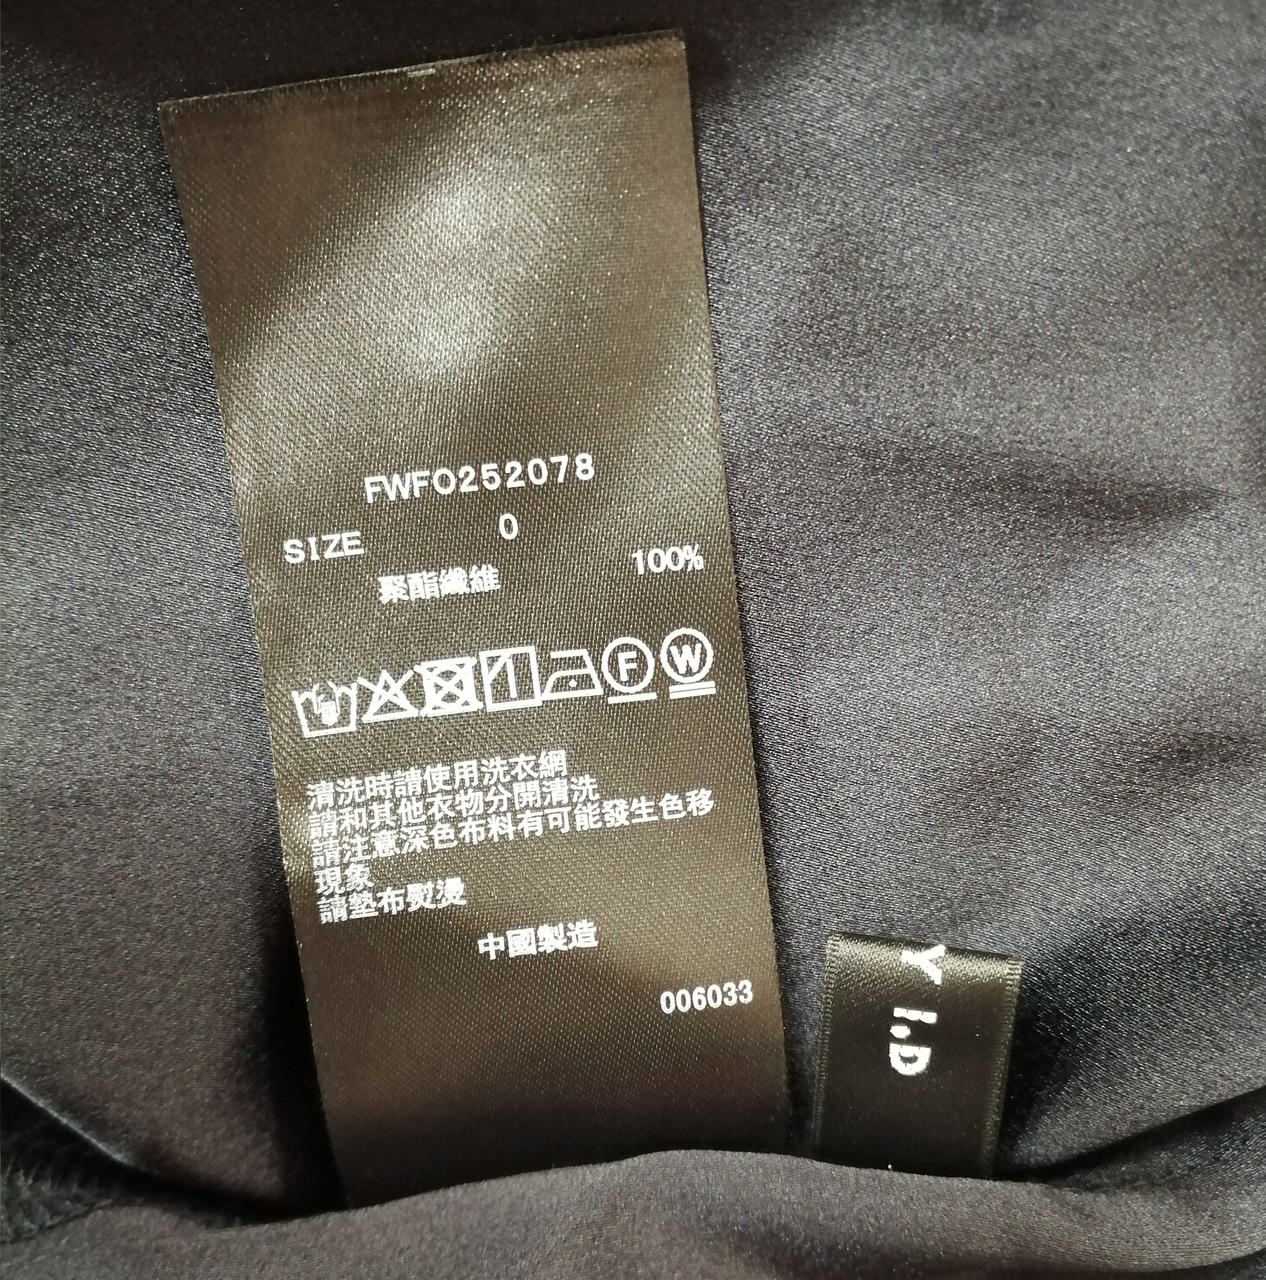 FWFO252078
SIZE 0
聚酯纖維 100%
F W
清洗時請使用洗衣網
請和其他衣物分開清洗
請注意深色布料有可能發生色移
現象
請墊布熨燙
中國製造
006033
Y I.D